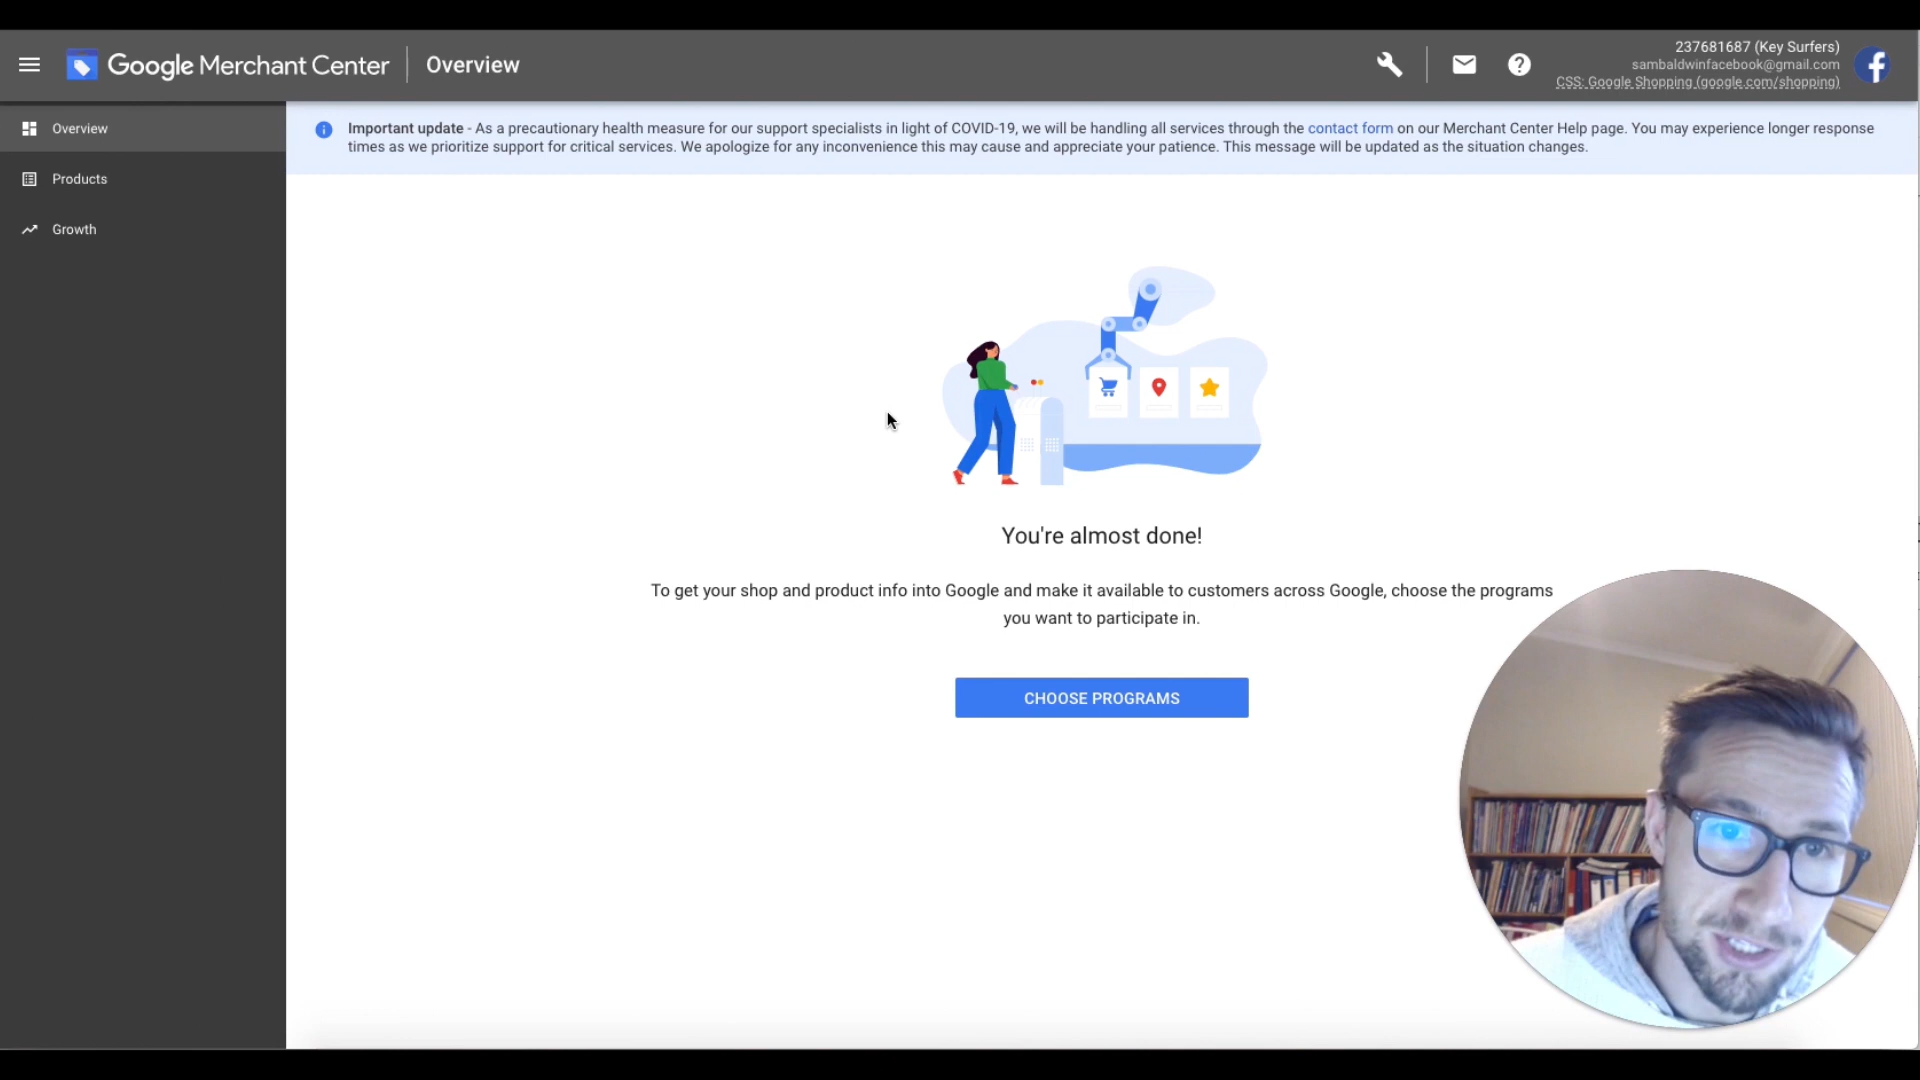 Google Merchant Center
Overview
237681687 (Key Surfers)
sambaldwinfacebook@gmail.com
CSS: Google Shopping (google.com/shopping)
Overview
Products
Growth
Important update - As a precautionary health measure for our support specialists in light of COVID-19, we will be handling all services through the contact form on our Merchant Center Help page. You may experience longer response
times as we prioritize support for critical services. We apologize for any inconvenience this may cause and appreciate your patience. This message will be updated as the situation changes.
You're almost done!
To get your shop and product info into Google and make it available to customers across Google, choose the programs
you want to participate in.
CHOOSE PROGRAMS